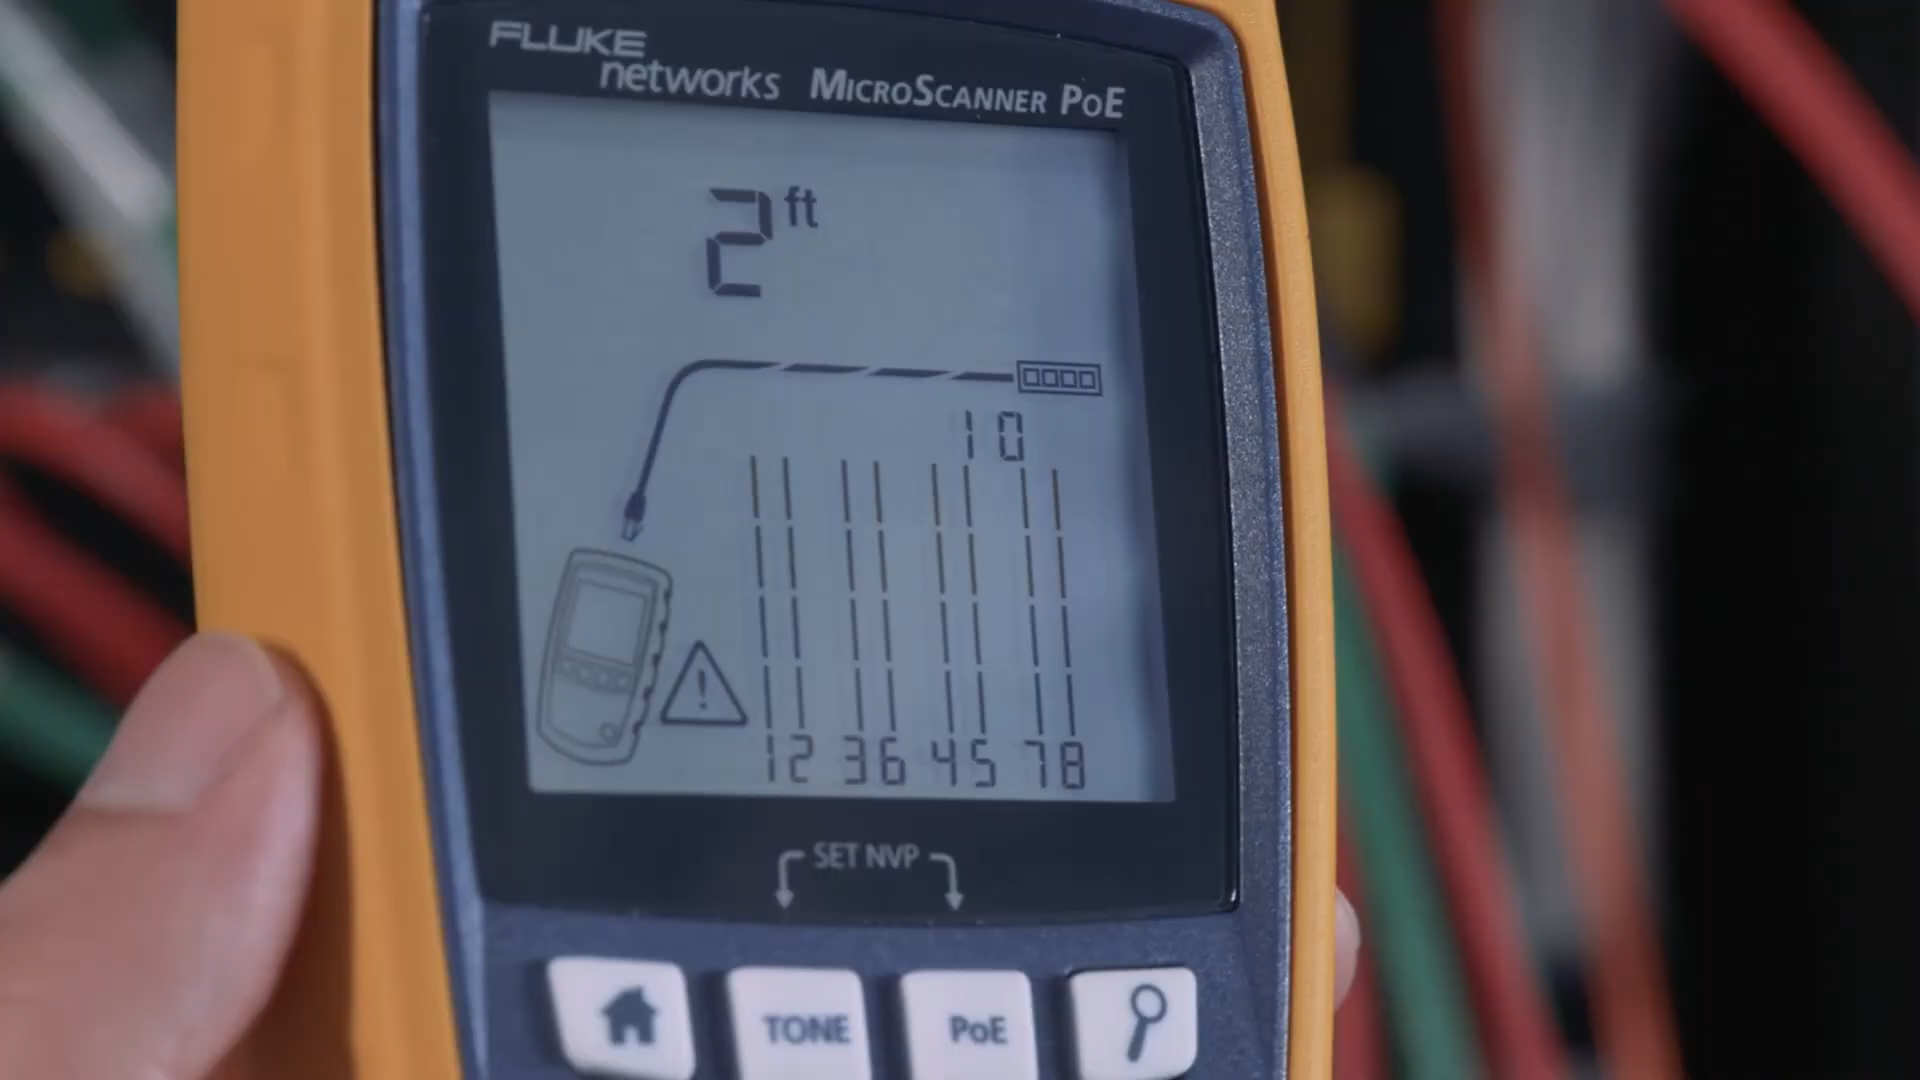 FLUKE
networks MICROSCANNER PoE
2 ft
10
12 36 45 78
SET NVP
TONE PoE